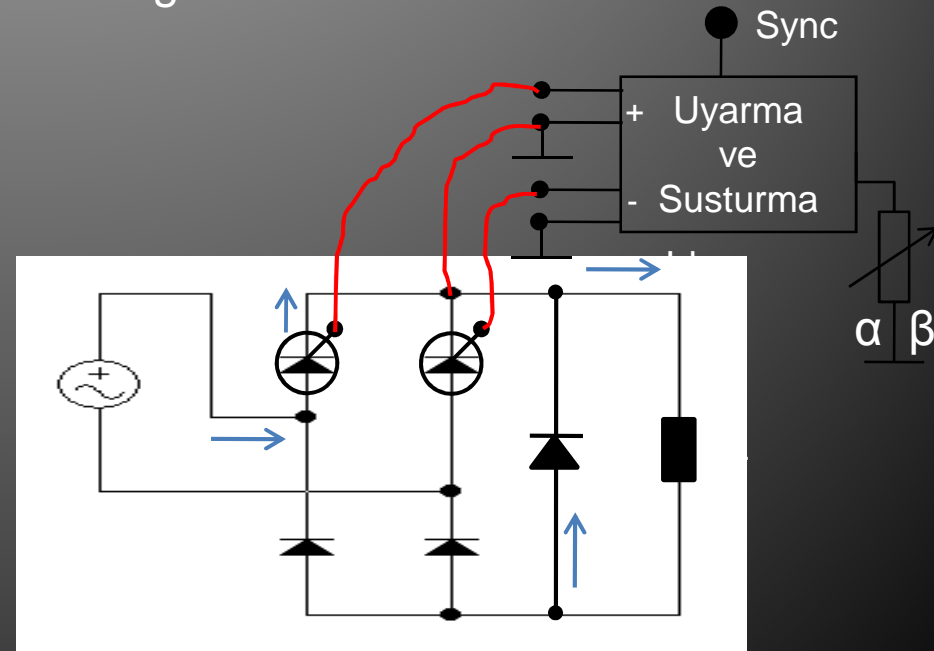 Sync
+ Uyarma
ve
- Susturma
α β
+